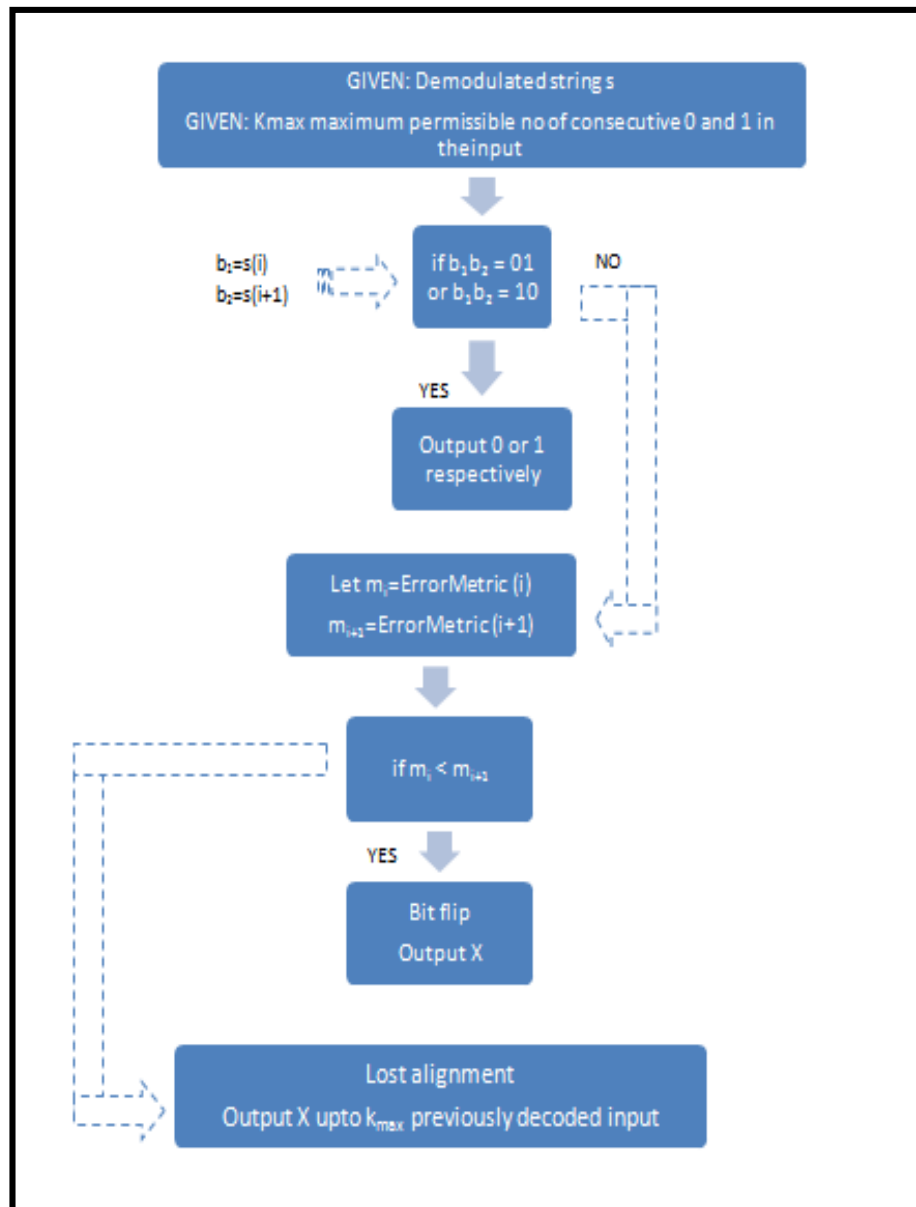 GIVEN: Demodulated string s
GIVEN: Kmax maximum permissible no of consecutive 0 and 1 in
theinput
b₁=s(i)
b₂=s(i+1)
if b₁b₂ = 01
or b₁b₂ = 10
NO
YES
Output 0 or 1
respectively
Let mᵢ=ErrorMetric (i)
mᵢ₊₁=ErrorMetric (i+1)
if mᵢ < mᵢ₊₁
YES
Bit flip
Output X
Lost alignment
Output X upto kₘₐₓ previously decoded input